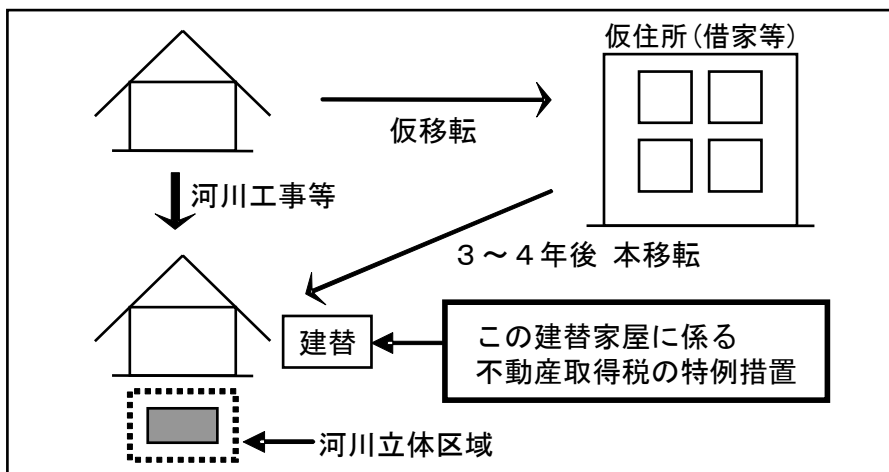 仮住所(借家等)
仮移転
河川工事等
3~4年後 本移転
建替
この建替家屋に係る
不動産取得税の特例措置
河川立体区域